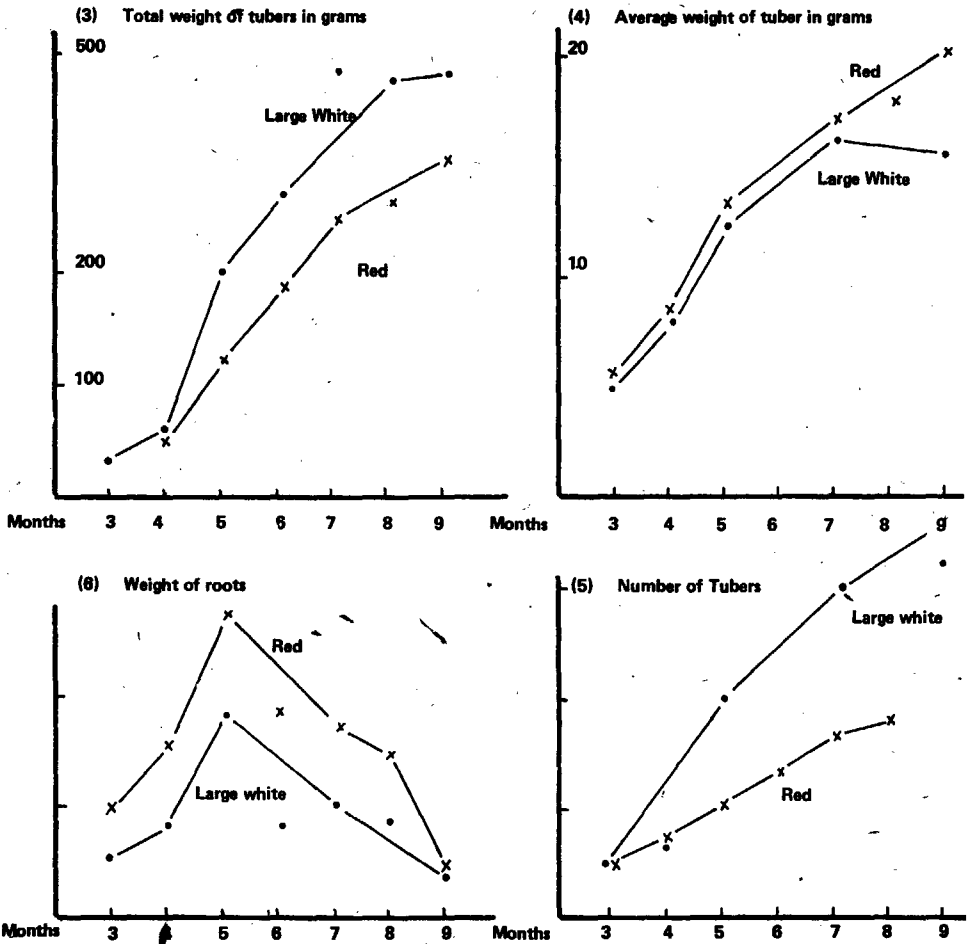 (3) Total weight of tubers in grams
500
Large White
200
Red
100
Months 3 4 5 6 7 8 9
(4) Average weight of tuber in grams
20
Red
Large White
10
Months 3 4 5 6 7 8 9
(6) Weight of roots
Red
Large white
Months 3 4 5 6 7 8 9
(5) Number of Tubers
Large white
Red
Months 3 4 5 6 7 8 9